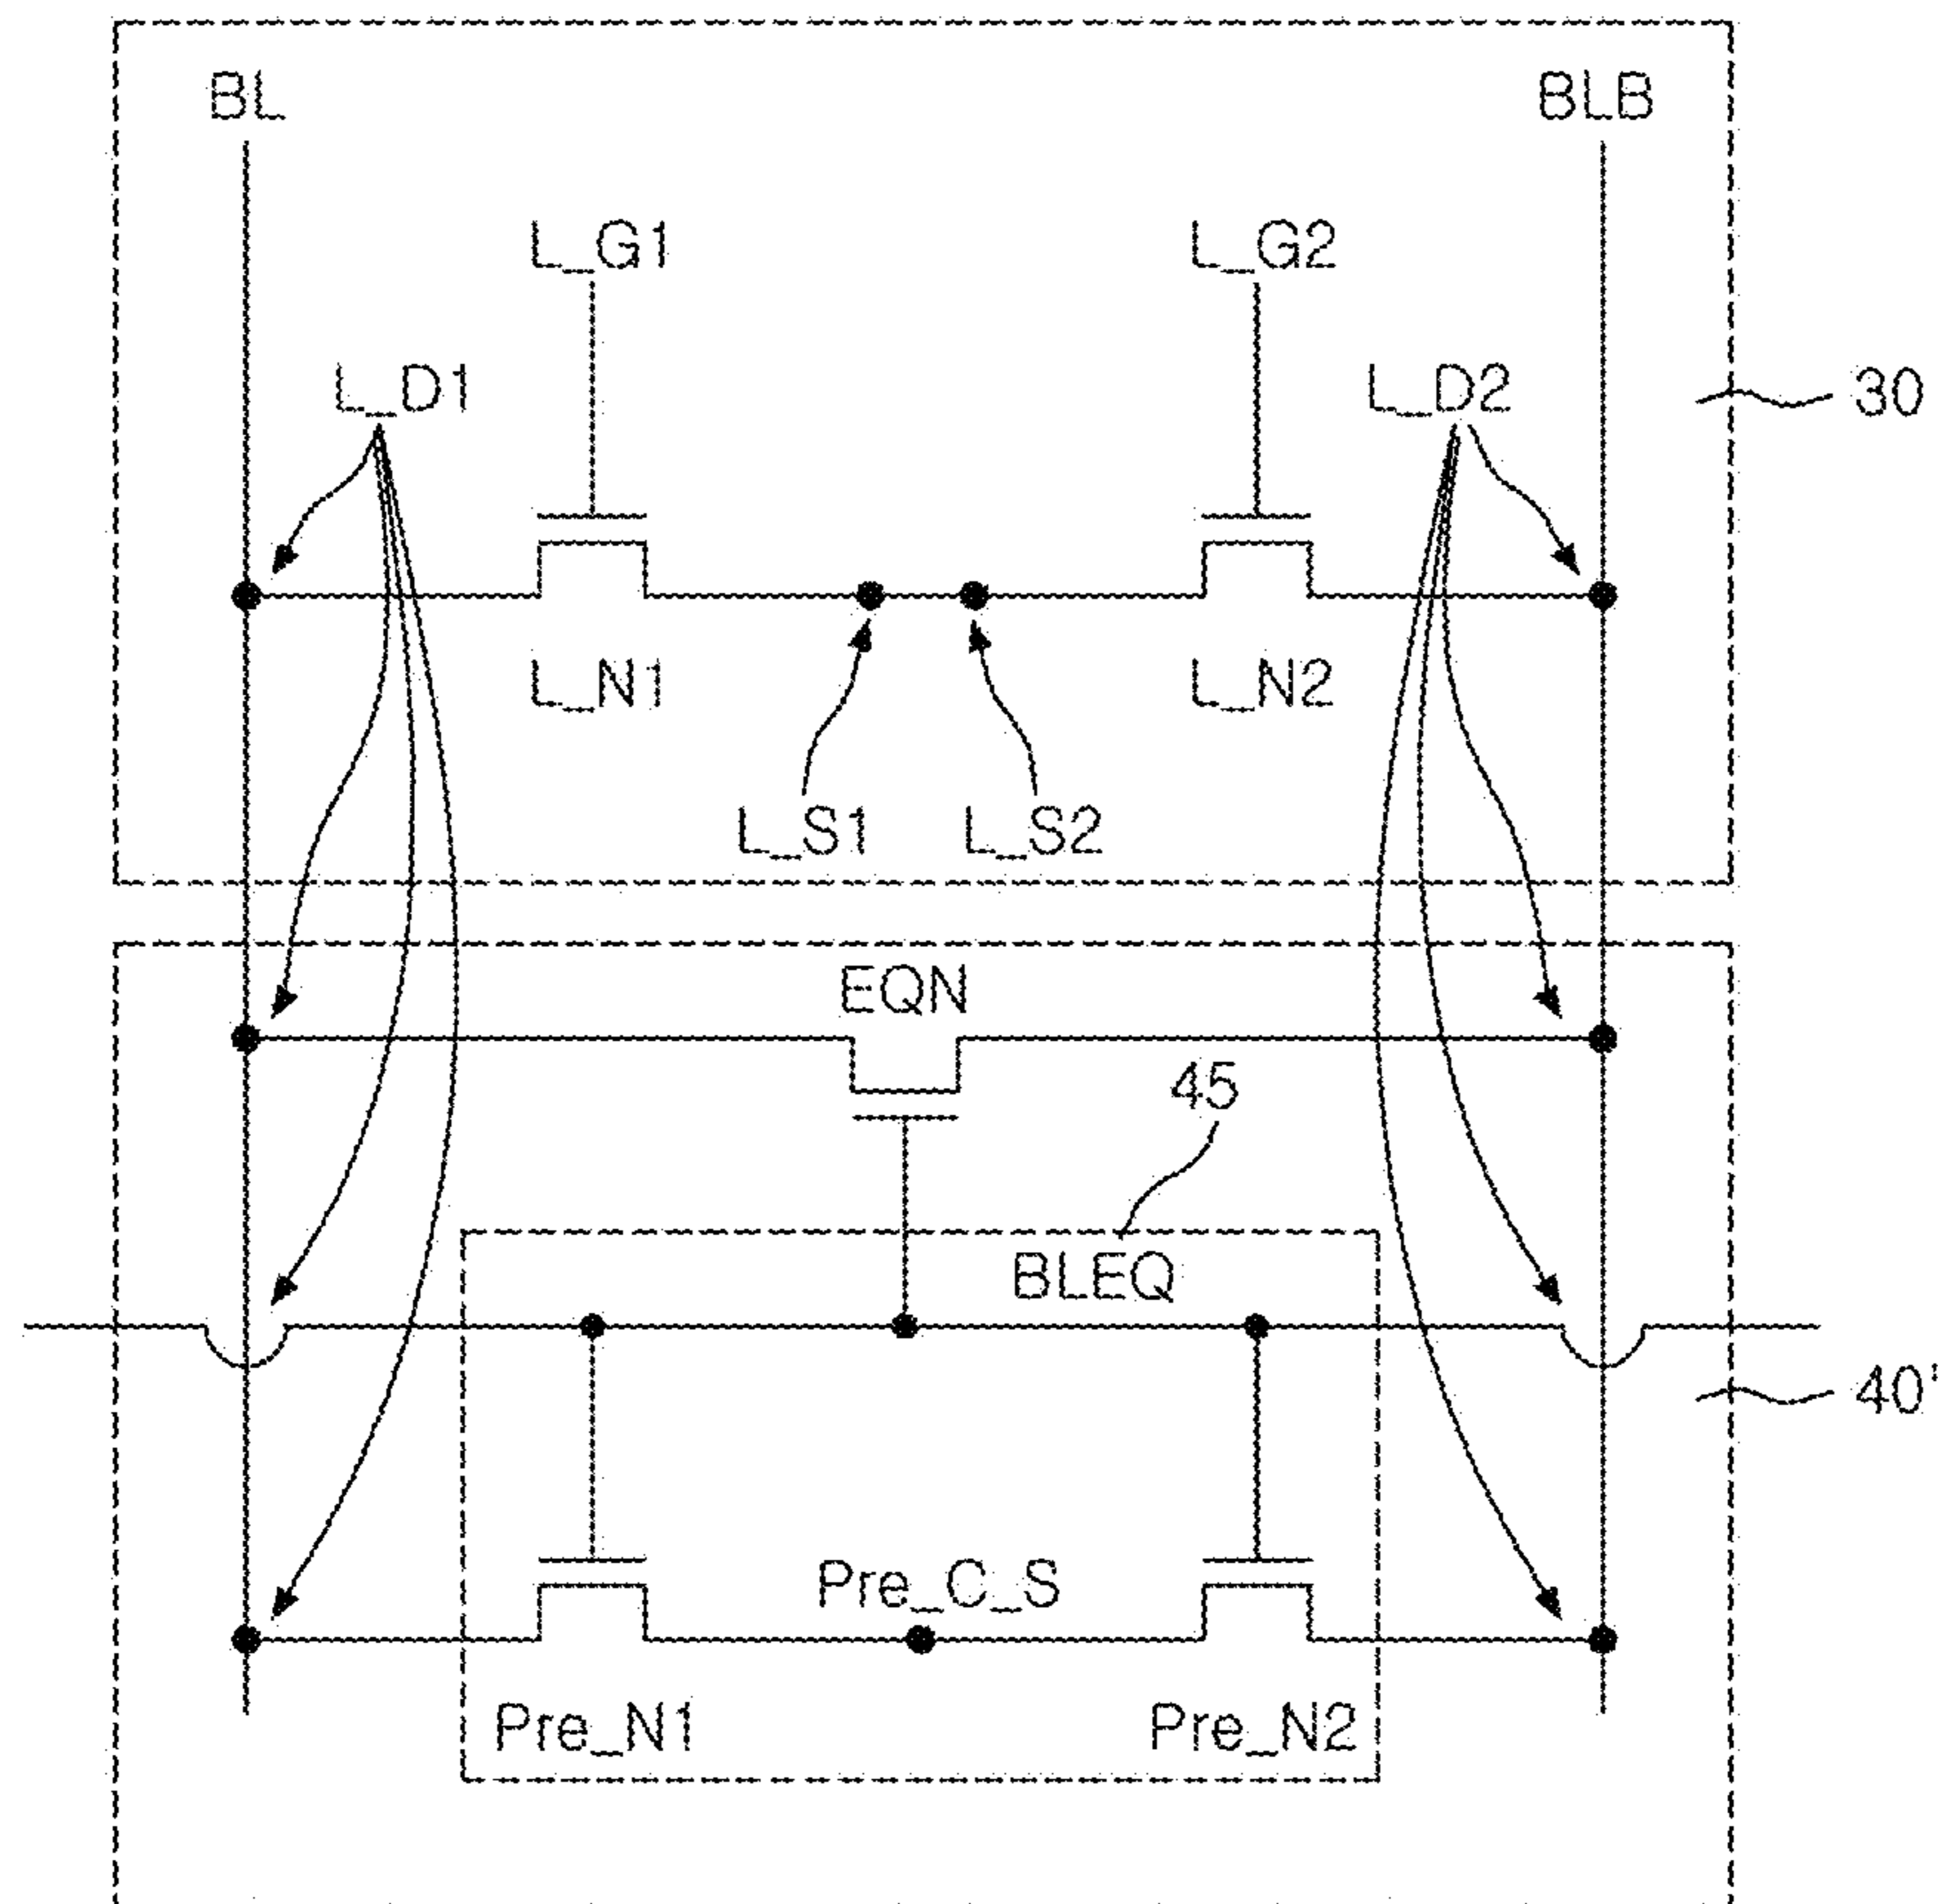 BL BLB
L_G1 L_G2
L_D1 L_D2 30
L_N1 L_N2
L_S1 L_S2
EQN
45
BLEQ
40'
Pre_C_S
Pre_N1 Pre_N2